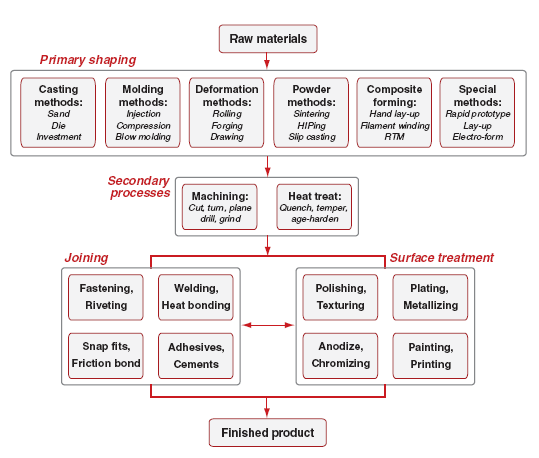 Raw materials
Primary shaping
Casting methods:
Sand
Die
Investment
Molding methods:
Injection
Compression
Blow molding
Deformation methods:
Rolling
Forging
Drawing
Powder methods:
Sintering
HIPing
Slip casting
Composite forming:
Hand lay-up
Filament winding
RTM
Special methods:
Rapid prototype
Lay-up
Electro-form
Secondary
processes
Machining:
Cut, turn, plane
drill, grind
Heat treat:
Quench, temper,
age-harden
Joining
Surface treatment
Fastening,
Riveting
Welding,
Heat bonding
Snap fits,
Friction bond
Adhesives,
Cements
Polishing,
Texturing
Plating,
Metallizing
Anodize,
Chromizing
Painting,
Printing
Finished product